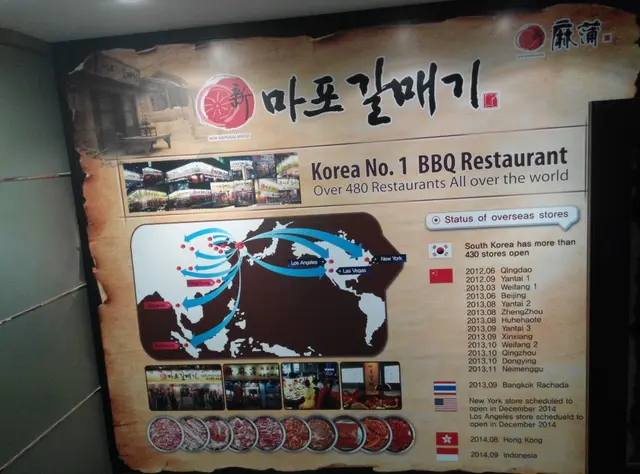 麻蒲
新
마포갈매기
NEW MAPOGALMAEGI
Korea No. 1 BBQ Restaurant
Over 480 Restaurants All over the world
Status of overseas stores
South Korea has more than
430 stores open
Los Angeles
New York
Las Vegas
2012.06 Qingdao
2012.09 Yantai 1
2013.03 Weifang 1
2013.06 Beijing
2013.08 Yantai 2
2013.08 ZhengZhou
2013.08 Huhehaote
2013.09 Yantai 3
2013.09 Xinxiang
2013.10 Weifang 2
2013.10 Qingzhou
2013.10 Dongying
2013.11 Neimenggu
2013.09 Bangkok Rachada
New York store scheduled to
open in December 2014
Los Angeles store scheduled to
open in December 2014
2014.08 Hong Kong
2014.09 Indonesia